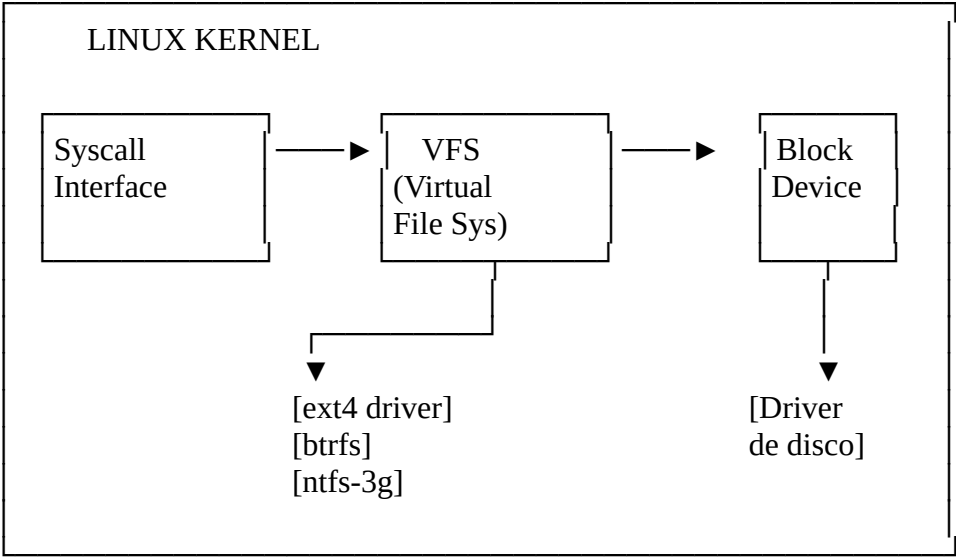 LINUX KERNEL
Syscall
Interface
VFS
(Virtual
File Sys)
Block
Device
[ext4 driver]
[btrfs]
[ntfs-3g]
[Driver
de disco]